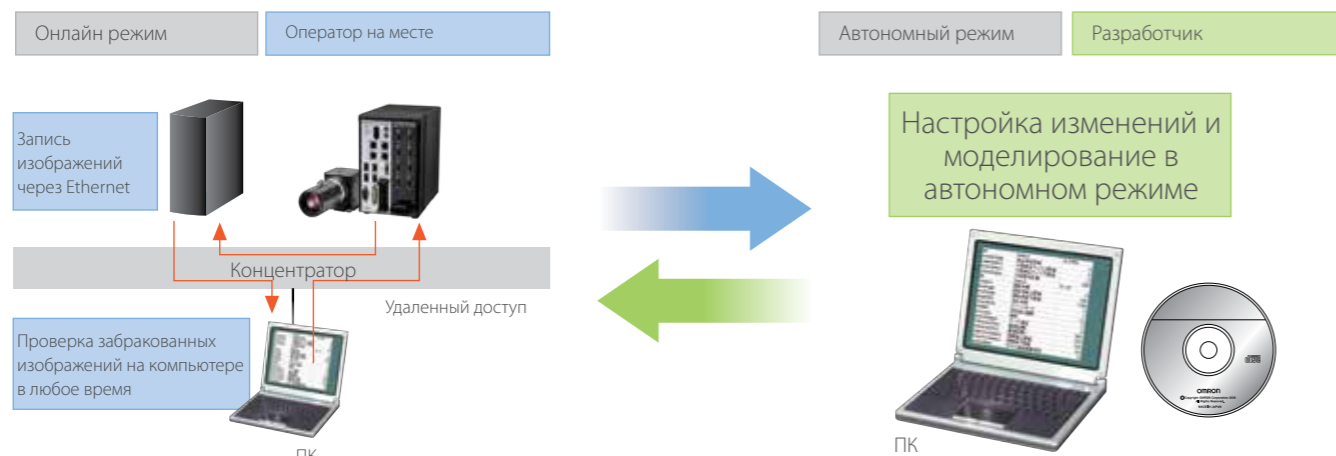 Онлайн режим
Оператор на месте
Автономный режим
Разработчик
Запись
изображений
через Ethernet
Настройка изменений и
моделирование в
автономном режиме
Концентратор
Удаленный доступ
Проверка забракованных
изображений на компьютере
в любое время
ПК
OMRON
ПК